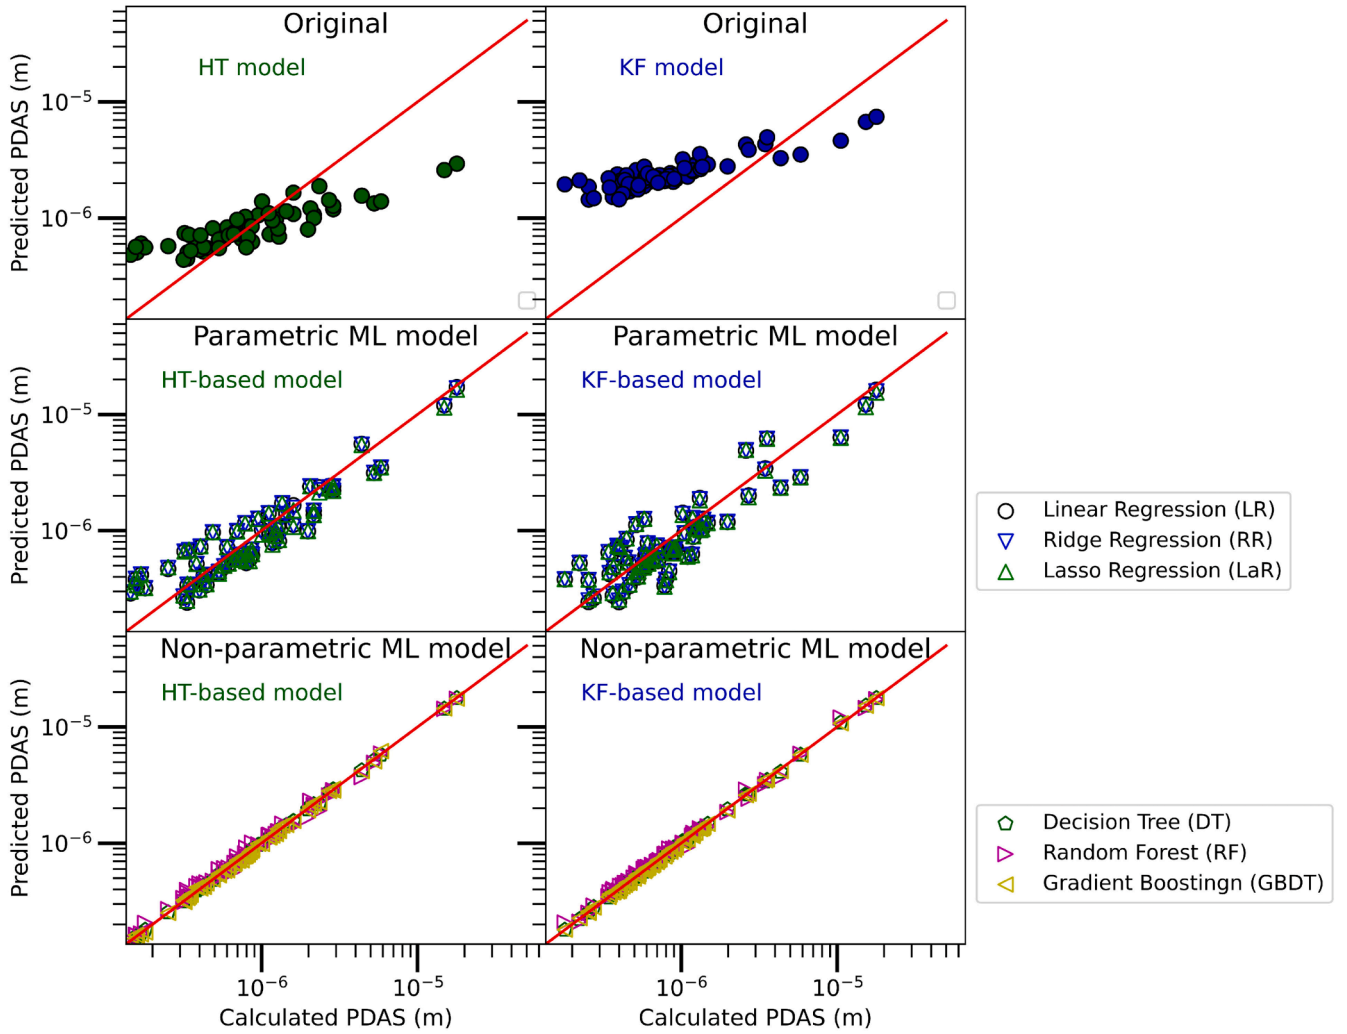 Original
HT model
Original
KF model
Predicted PDAS (m)
10⁻⁵
10⁻⁶
Parametric ML model
HT-based model
Parametric ML model
KF-based model
Predicted PDAS (m)
10⁻⁵
10⁻⁶
Linear Regression (LR)
Ridge Regression (RR)
Lasso Regression (LaR)
Non-parametric ML model
HT-based model
Non-parametric ML model
KF-based model
Predicted PDAS (m)
10⁻⁵
10⁻⁶
Decision Tree (DT)
Random Forest (RF)
Gradient Boostingn (GBDT)
10⁻⁶ 10⁻⁵
10⁻⁶ 10⁻⁵
Calculated PDAS (m)
Calculated PDAS (m)